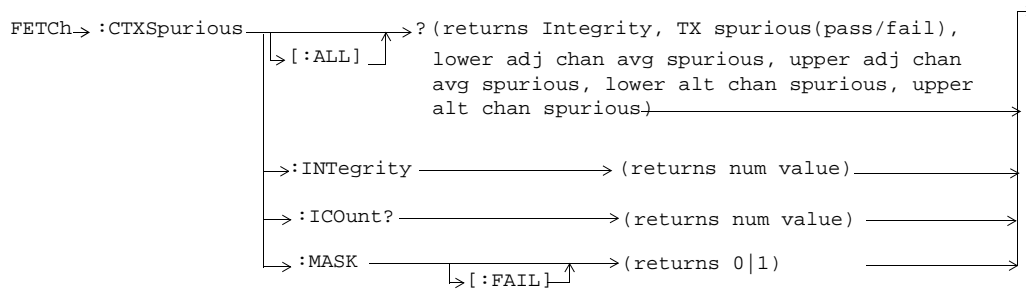 FETCh :CTXSpurious ? (returns Integrity, TX spurious(pass/fail),
[:ALL] lower adj chan avg spurious, upper adj chan
avg spurious, lower alt chan spurious, upper
alt chan spurious)
:INTegrity (returns num value)
:ICOunt? (returns num value)
:MASK (returns 0|1)
[:FAIL]